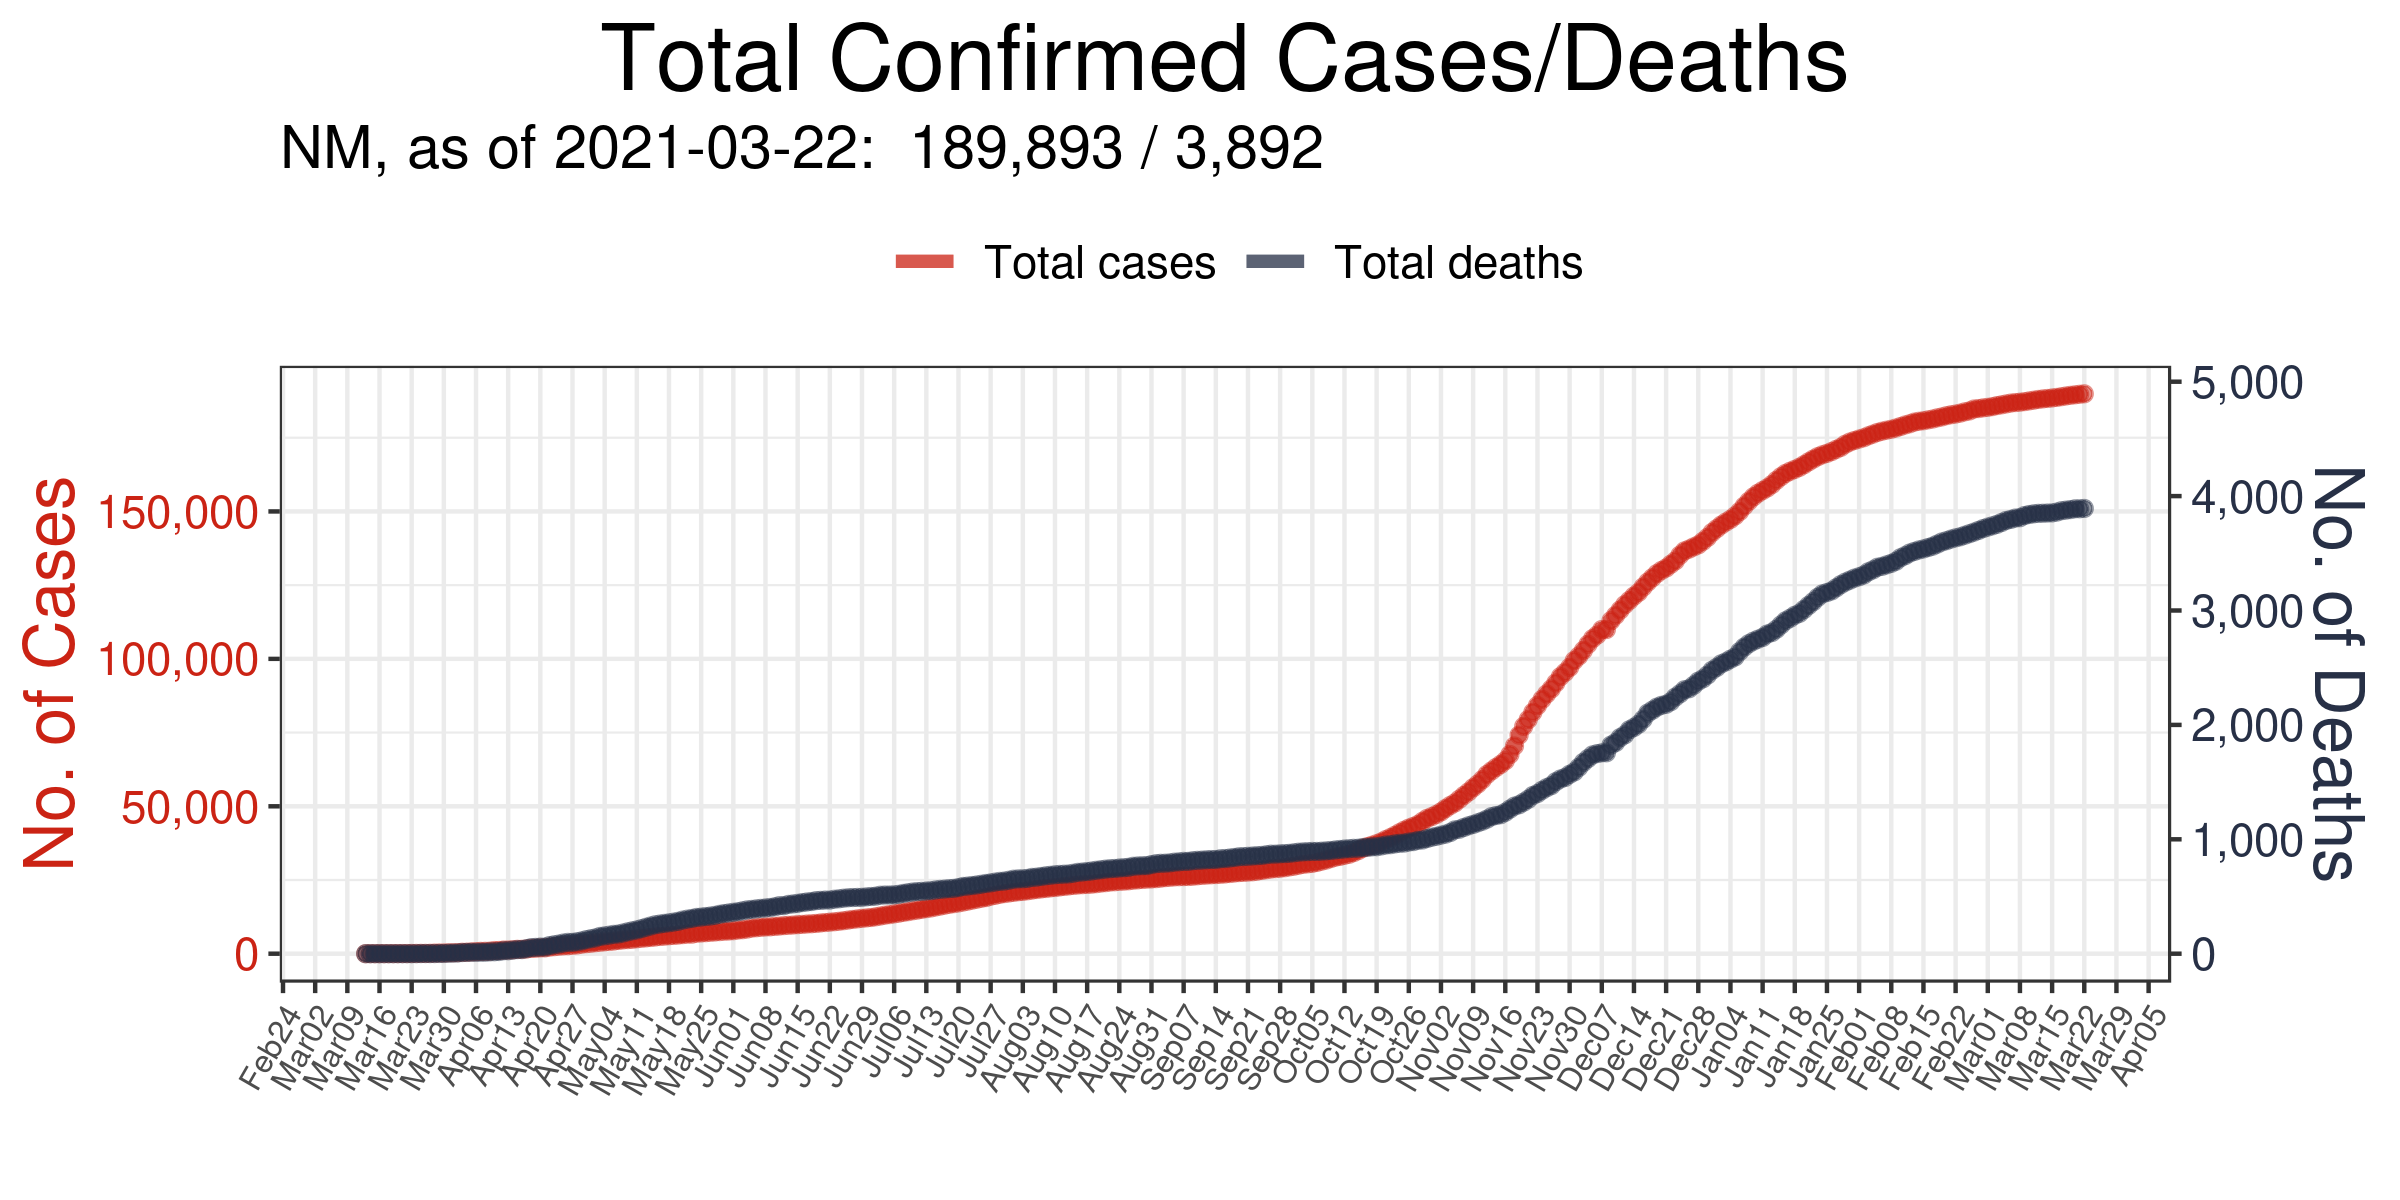 Total Confirmed Cases/Deaths
NM, as of 2021-03-22:  189,893 / 3,892
Total cases
Total deaths
No. of Cases
150,000
100,000
50,000
0
5,000
4,000
3,000
2,000
1,000
0
No. of Deaths
Feb24
Mar02
Mar09
Mar16
Mar23
Mar30
Apr06
Apr13
Apr20
Apr27
May04
May11
May18
May25
Jun01
Jun08
Jun15
Jun22
Jun29
Jul06
Jul13
Jul20
Jul27
Aug03
Aug10
Aug17
Aug24
Aug31
Sep07
Sep14
Sep21
Sep28
Oct05
Oct12
Oct19
Oct26
Nov02
Nov09
Nov16
Nov23
Nov30
Dec07
Dec14
Dec21
Dec28
Jan04
Jan11
Jan18
Jan25
Feb01
Feb08
Feb15
Feb22
Mar01
Mar08
Mar15
Mar22
Mar29
Apr05